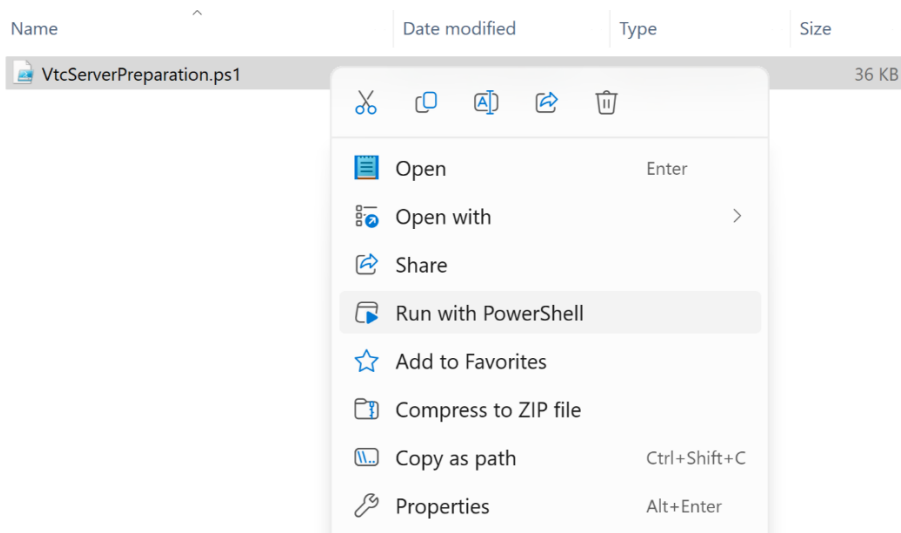 Name Date modified Type Size
VtcServerPreparation.ps1 36 KB
Open Enter
Open with
Share
Run with PowerShell
Add to Favorites
Compress to ZIP file
Copy as path Ctrl+Shift+C
Properties Alt+Enter